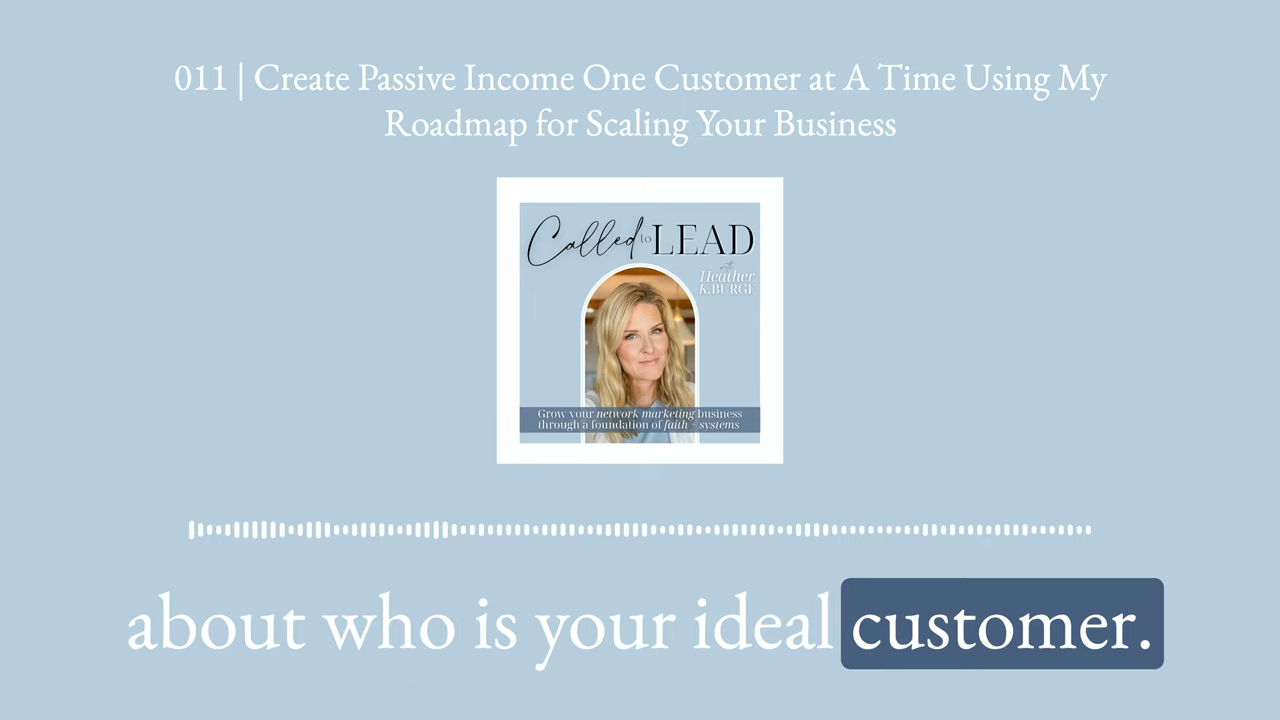 011 | Create Passive Income One Customer at A Time Using My
Roadmap for Scaling Your Business
Called to LEAD
with
Heather
K.BURGE
Grow your network marketing business
through a foundation of faith + systems
about who is your ideal customer.